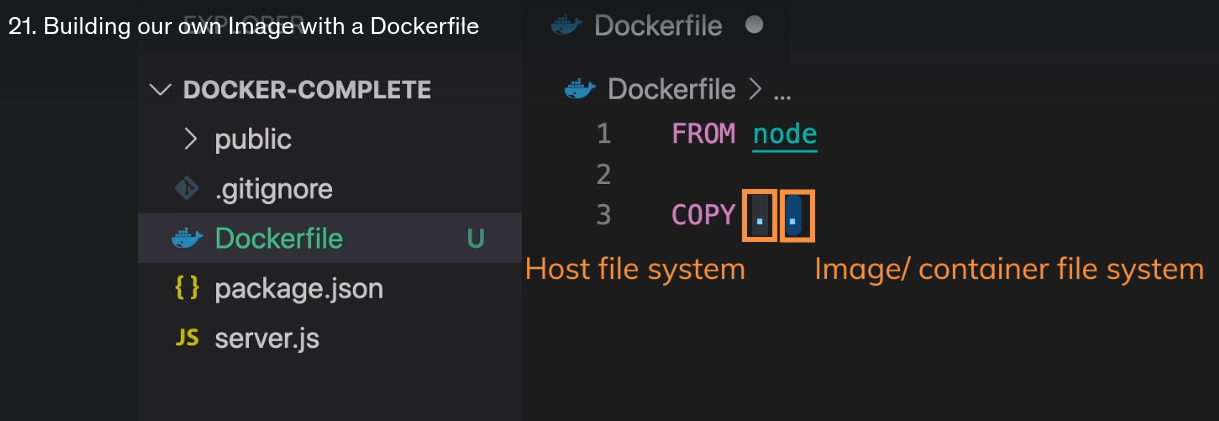 21. Building our own Image with a Dockerfile
EXPLORER
Dockerfile
DOCKER-COMPLETE
Dockerfile > ...
public
.gitignore
Dockerfile U
package.json
server.js
1 FROM node
2
3 COPY . .
Host file system
Image/ container file system